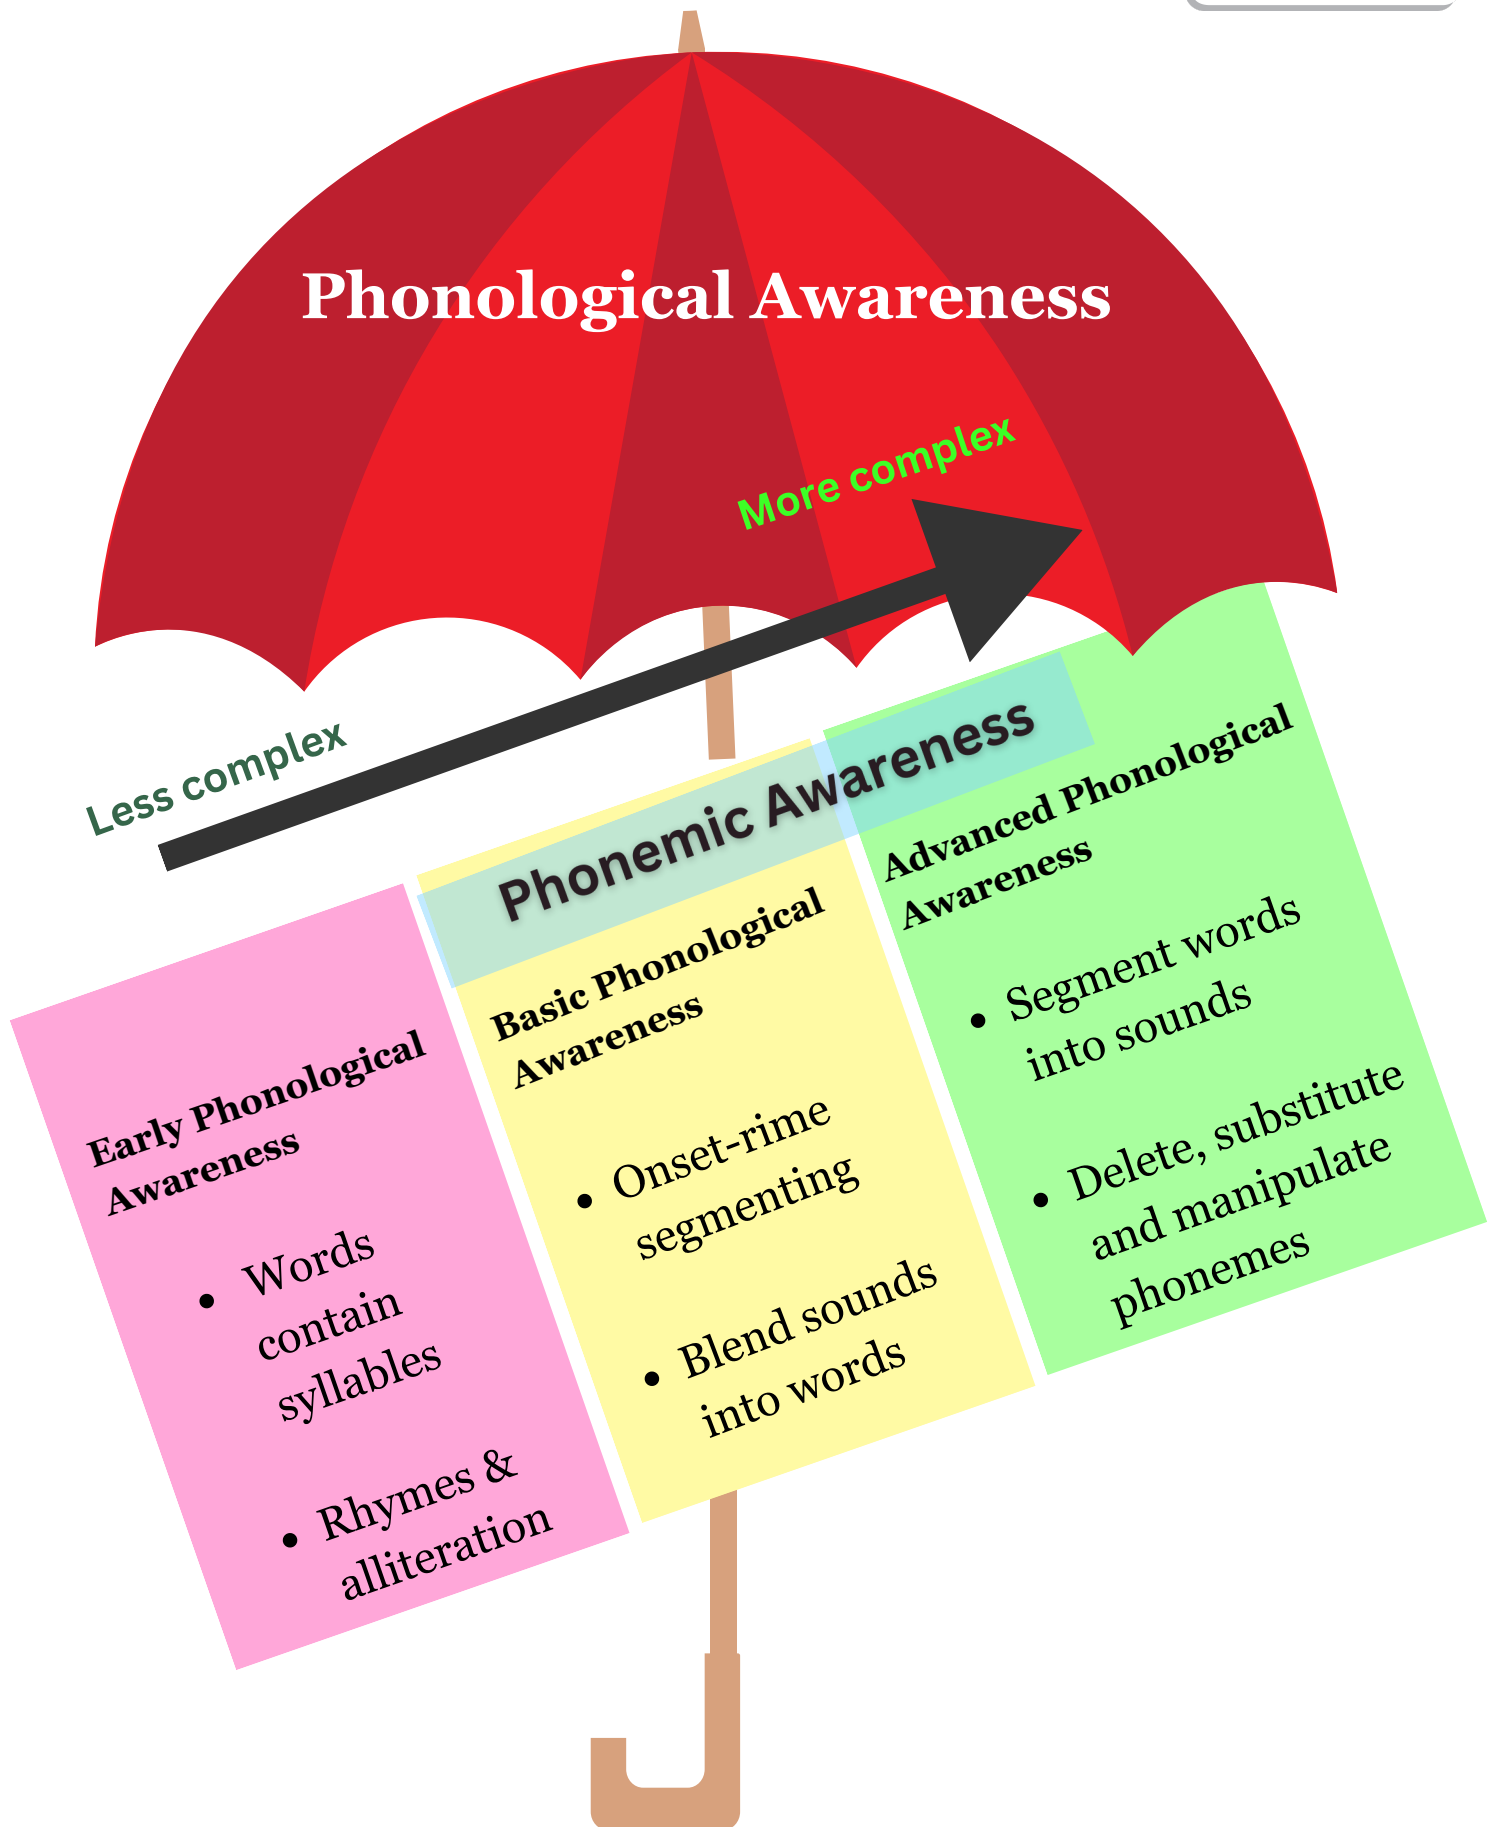 Phonological Awareness
More complex
Less complex
Phonemic Awareness
Early Phonological
Awareness
• Words
contain
syllables
• Rhymes &
alliteration
Basic Phonological
Awareness
• Onset-rime
segmenting
• Blend sounds
into words
Advanced Phonological
Awareness
• Segment words
into sounds
• Delete, substitute
and manipulate
phonemes